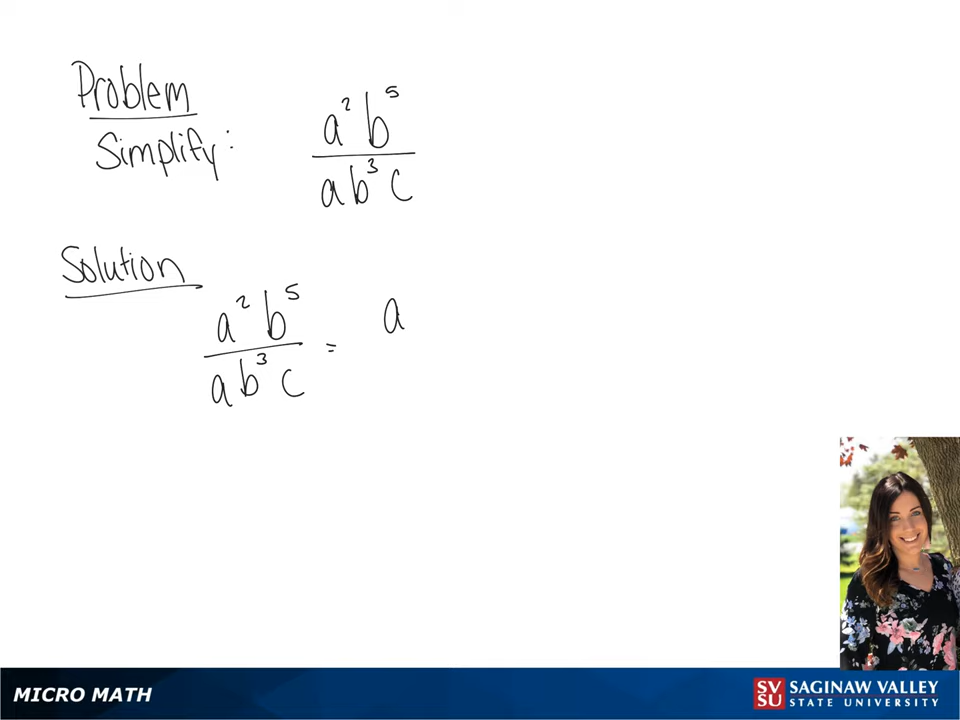 Problem
Simplify: a²b⁵ / ab³c
Solution
a²b⁵ / ab³c = a
MICRO MATH
SVSU SAGINAW VALLEY
STATE UNIVERSITY